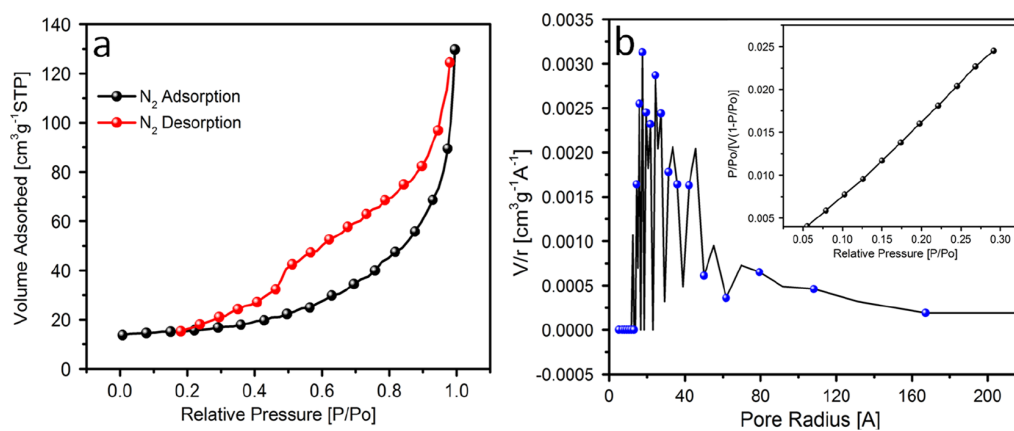 a
140
120
100
80
60
40
20
0
Volume Adsorbed [cm³g⁻¹STP]
N₂ Adsorption
N₂ Desorption
0.0 0.2 0.4 0.6 0.8 1.0
Relative Pressure [P/Po]
b
0.0035
0.0030
0.0025
0.0020
0.0015
0.0010
0.0005
0.0000
-0.0005
V/r [cm³g⁻¹A⁻¹]
0 40 80 120 160 200
Pore Radius [A]
0.025
0.020
0.015
0.010
0.005
P/Po/[V(1-P/Po)]
0.05 0.10 0.15 0.20 0.25 0.30
Relative Pressure [P/Po]